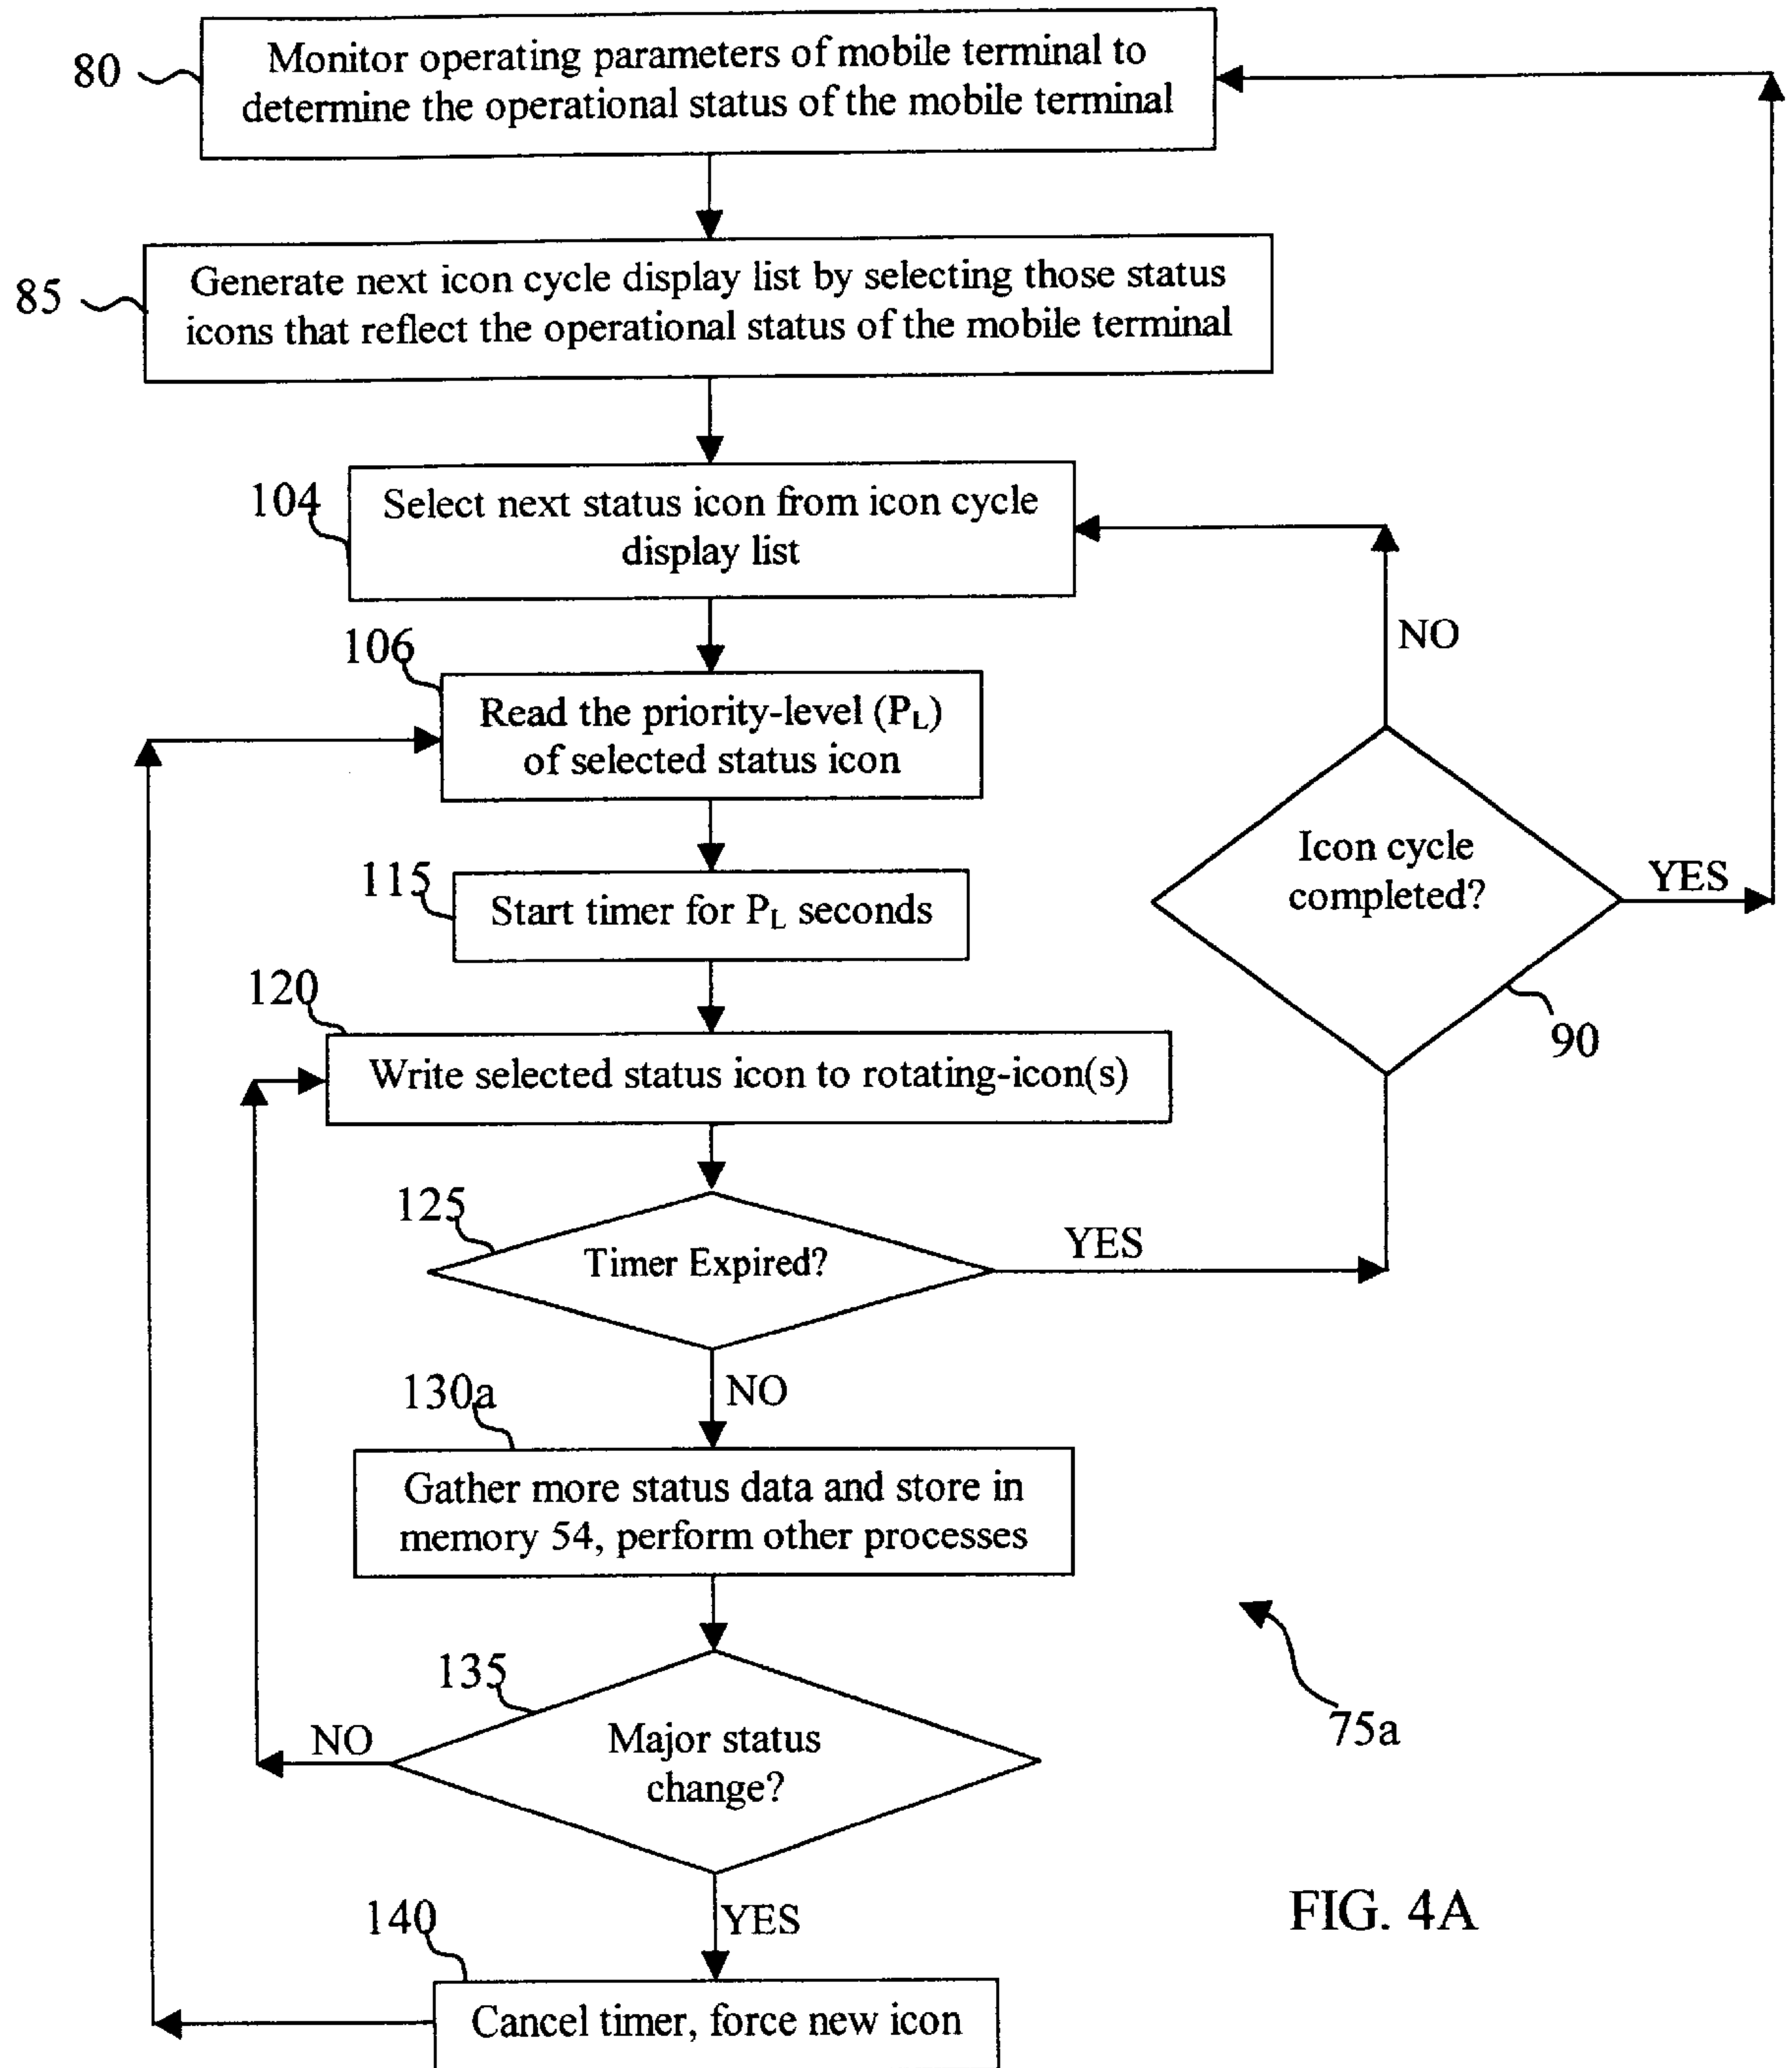 80
Monitor operating parameters of mobile terminal to
determine the operational status of the mobile terminal
85
Generate next icon cycle display list by selecting those status
icons that reflect the operational status of the mobile terminal
104
Select next status icon from icon cycle
display list
NO
106
Read the priority-level (PL)
of selected status icon
Icon cycle
completed?
YES
90
115
Start timer for PL seconds
120
Write selected status icon to rotating-icon(s)
125
Timer Expired?
YES
NO
130a
Gather more status data and store in
memory 54, perform other processes
135
Major status
change?
NO
YES
75a
140
Cancel timer, force new icon
FIG. 4A